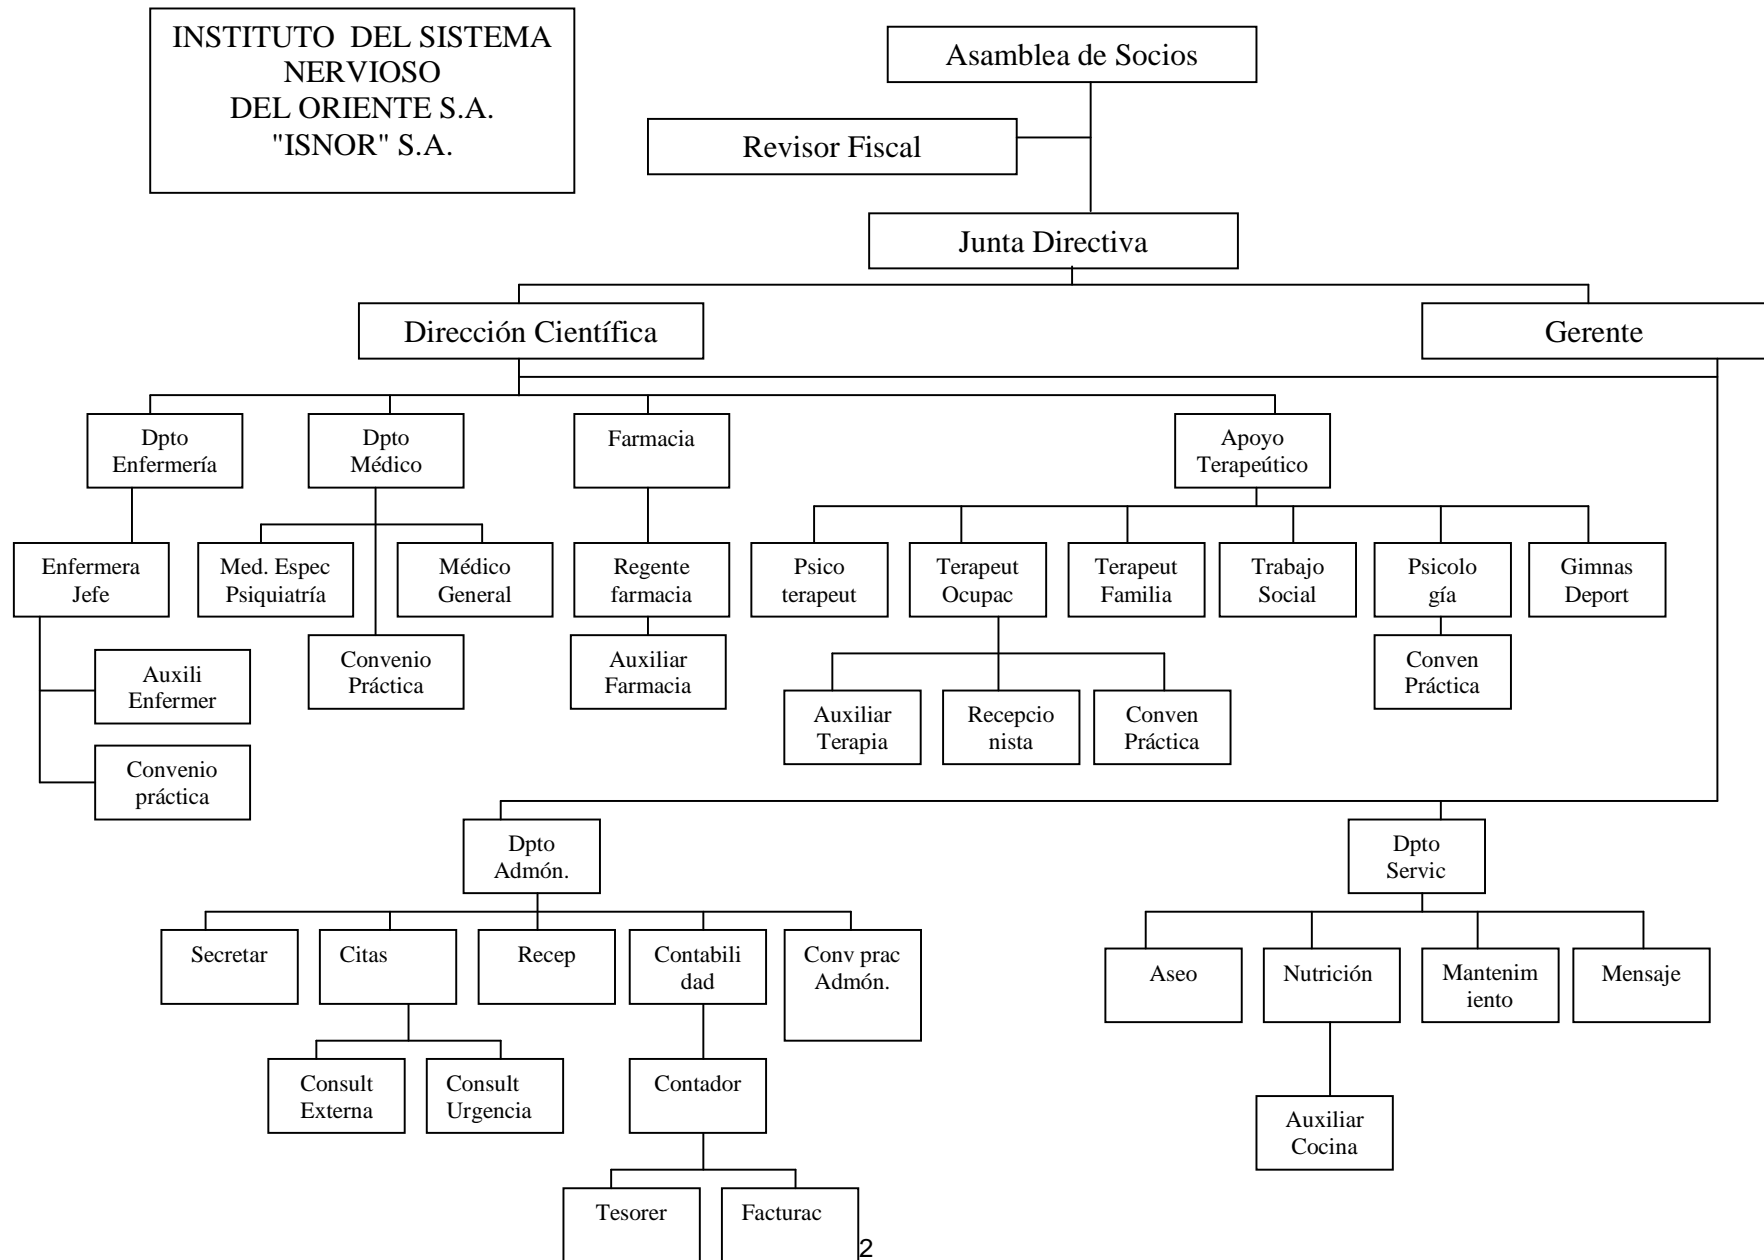 INSTITUTO DEL SISTEMA
NERVIOSO
DEL ORIENTE S.A.
"ISNOR" S.A.
Asamblea de Socios
Revisor Fiscal
Junta Directiva
Dirección Científica
Gerente
Dpto
Enfermería
Dpto
Médico
Farmacia
Apoyo
Terapeútico
Enfermera
Jefe
Med. Espec
Psiquiatría
Médico
General
Regente
farmacia
Psico
terapeut
Terapeut
Ocupac
Terapeut
Familia
Trabajo
Social
Psicolo
gía
Gimnas
Deport
Auxili
Enfermer
Convenio
Práctica
Auxiliar
Farmacia
Conven
Práctica
Auxiliar
Terapia
Recepcio
nista
Conven
Práctica
Convenio
práctica
Dpto
Admón.
Dpto
Servic
Secretar
Citas
Recep
Contabili
dad
Conv prac
Admón.
Aseo
Nutrición
Mantenim
iento
Mensaje
Consult
Externa
Consult
Urgencia
Contador
Auxiliar
Cocina
Tesorer
Facturac
2